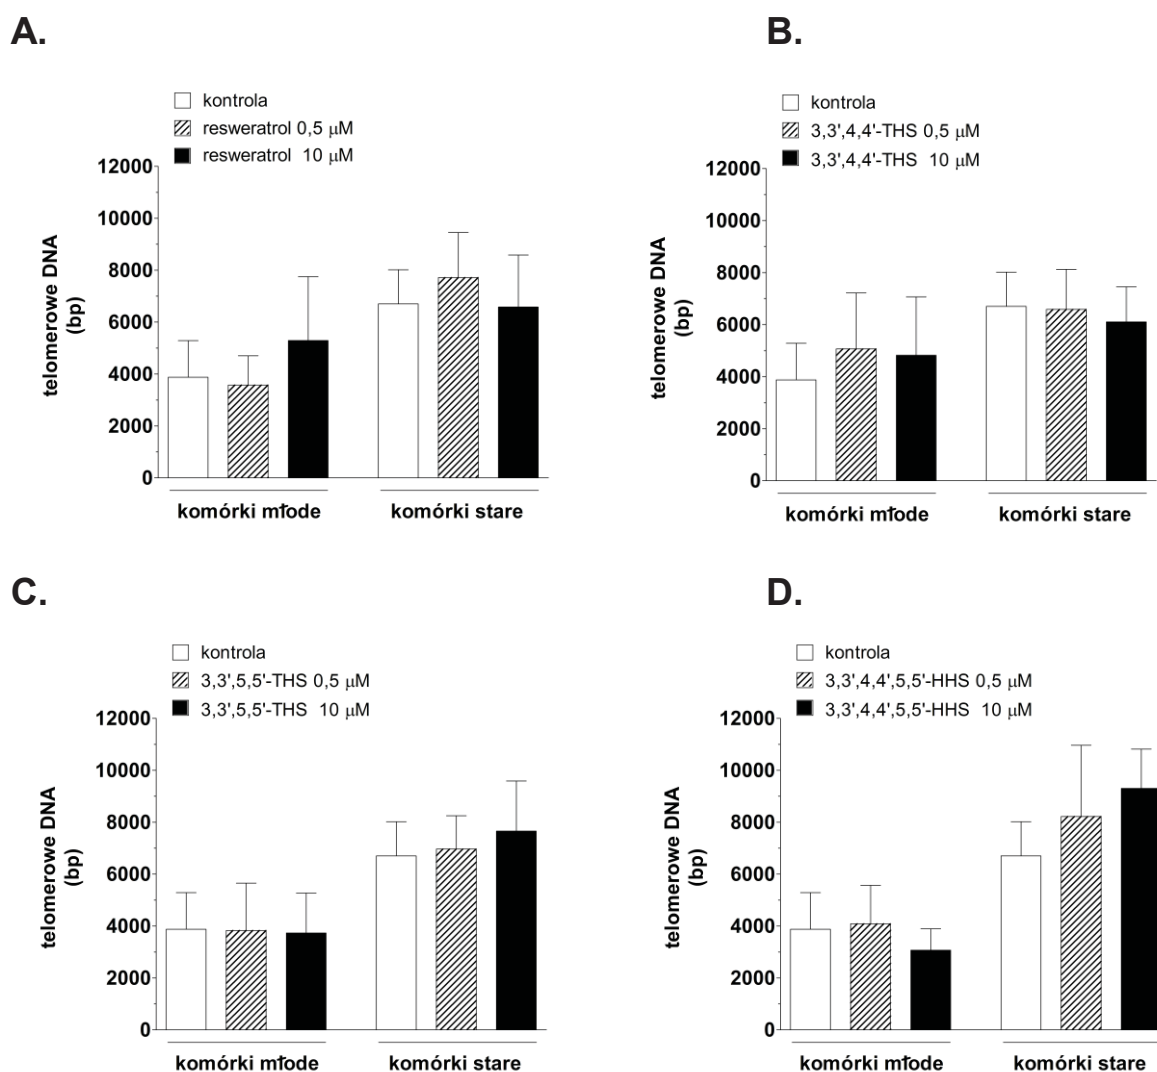 A.
kontrola
resweratrol 0,5 μM
resweratrol 10 μM
12000
10000
8000
6000
4000
2000
0
telomerowe DNA
(bp)
komórki młode
komórki stare
B.
kontrola
3,3',4,4'-THS 0,5 μM
3,3',4,4'-THS 10 μM
12000
10000
8000
6000
4000
2000
0
telomerowe DNA
(bp)
komórki młode
komórki stare
C.
kontrola
3,3',5,5'-THS 0,5 μM
3,3',5,5'-THS 10 μM
12000
10000
8000
6000
4000
2000
0
telomerowe DNA
(bp)
komórki młode
komórki stare
D.
kontrola
3,3',4,4',5,5'-HHS 0,5 μM
3,3',4,4',5,5'-HHS 10 μM
12000
10000
8000
6000
4000
2000
0
telomerowe DNA
(bp)
komórki młode
komórki stare